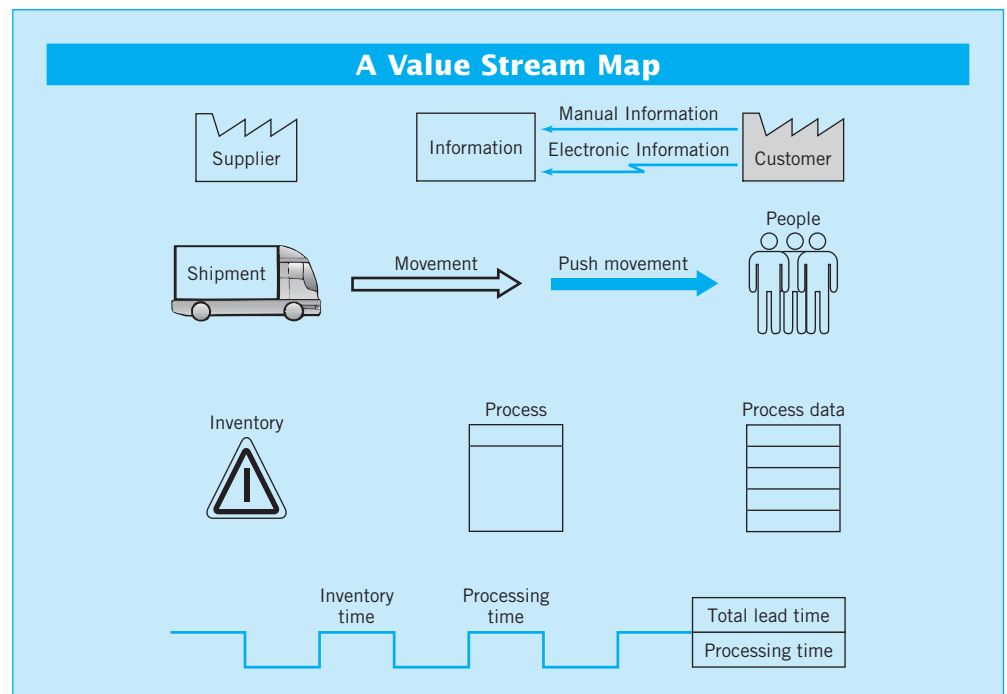 A Value Stream Map
Manual Information
Supplier
Information
Electronic Information
Customer
People
Shipment
Movement
Push movement
Inventory
Process
Process data
Inventory
time
Processing
time
Total lead time
Processing time